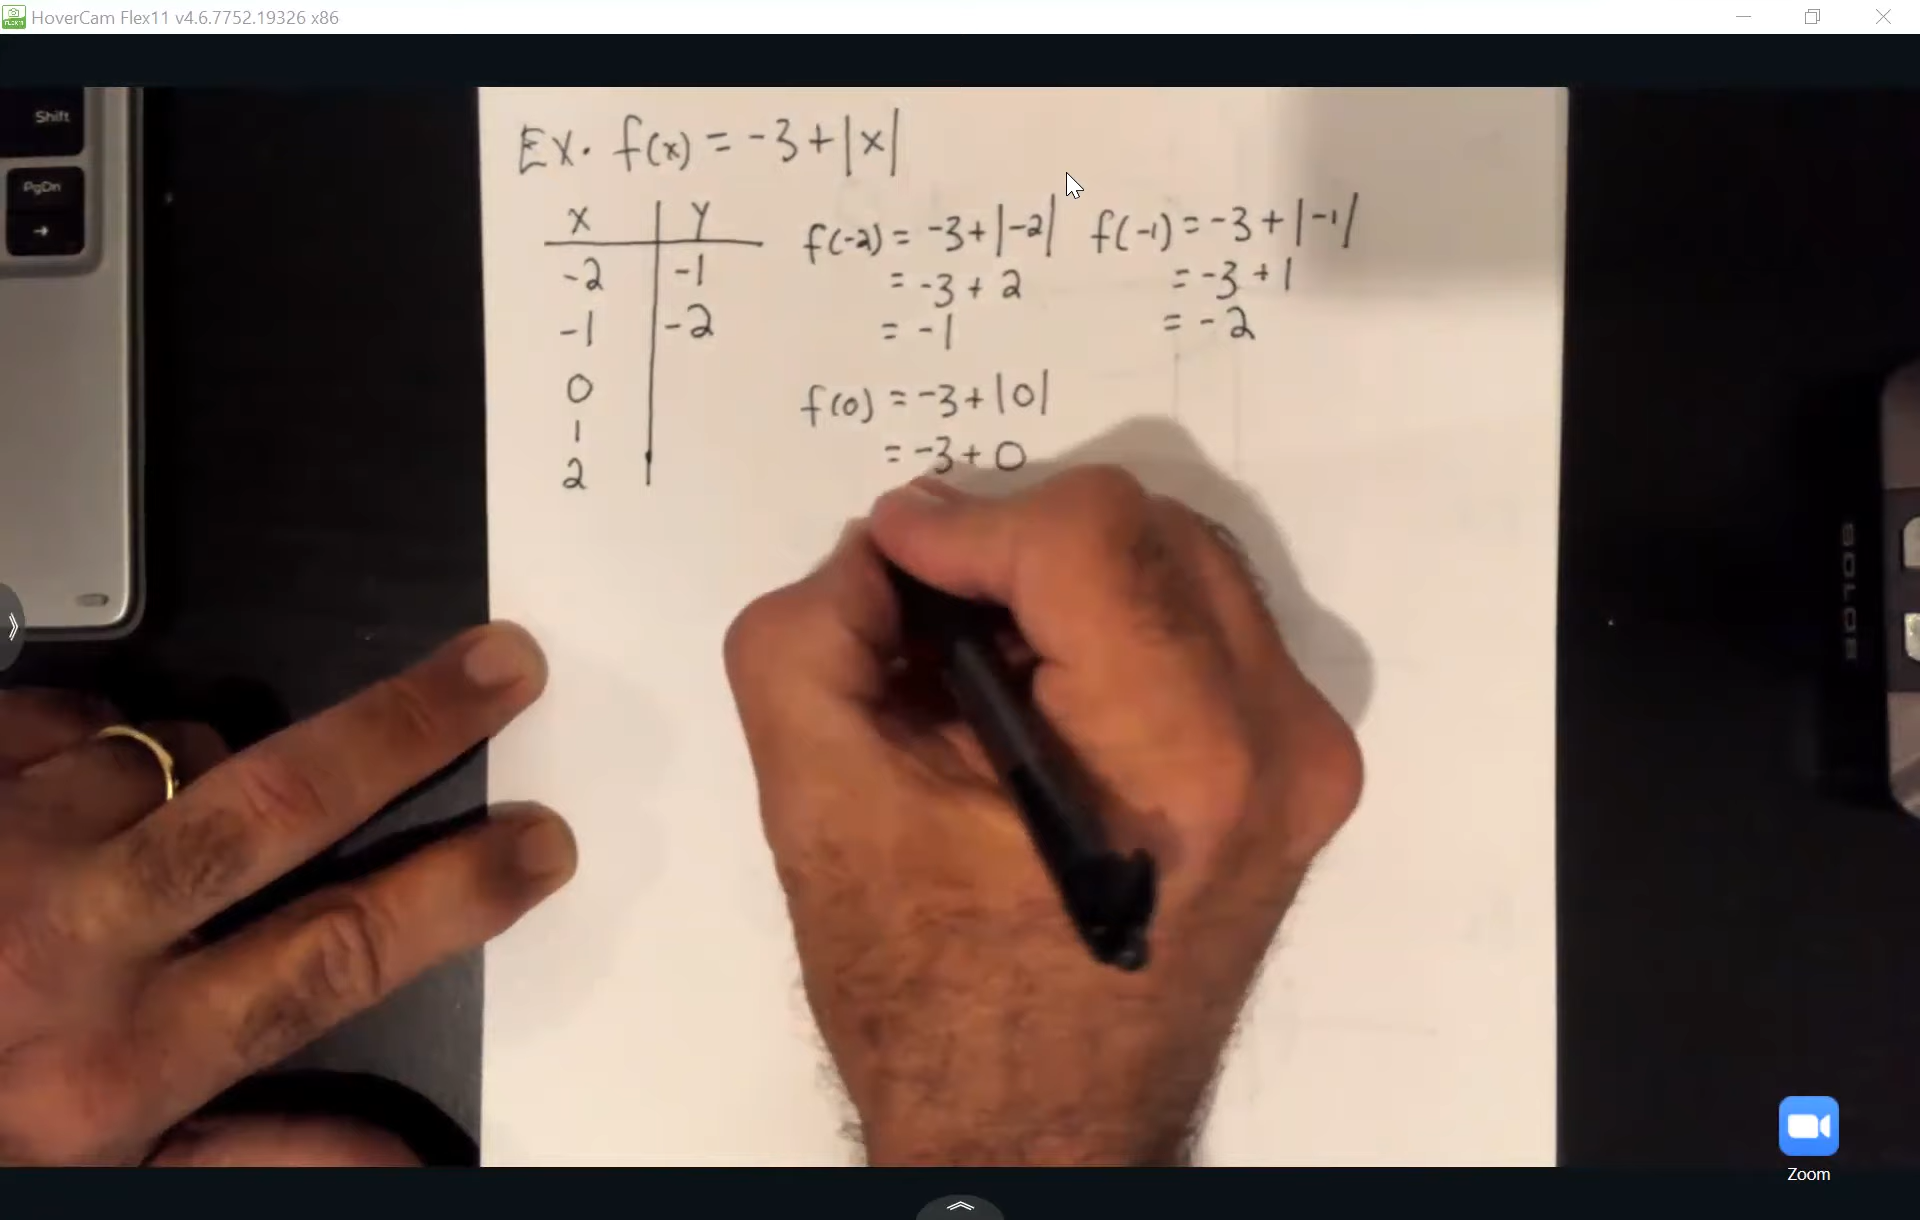 HoverCam Flex11 v4.6.7752.19326 x86
Shift
PgDn
EX. f(x) = -3+|x|
x y
-2 -1
-1 -2
0
1
2
f(-2) = -3+|-2|
= -3 + 2
= -1
f(-1) = -3 + |-1|
= -3 + 1
= -2
f(0) = -3+|0|
= -3+ 0
SOLOS
Zoom